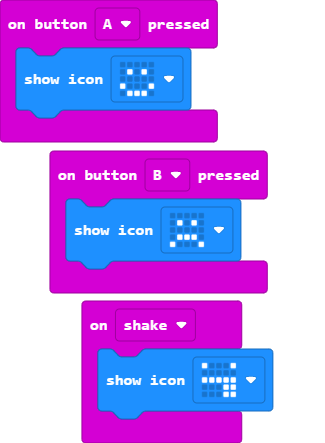 on button A pressed
show icon
on button B pressed
show icon
on shake
show icon